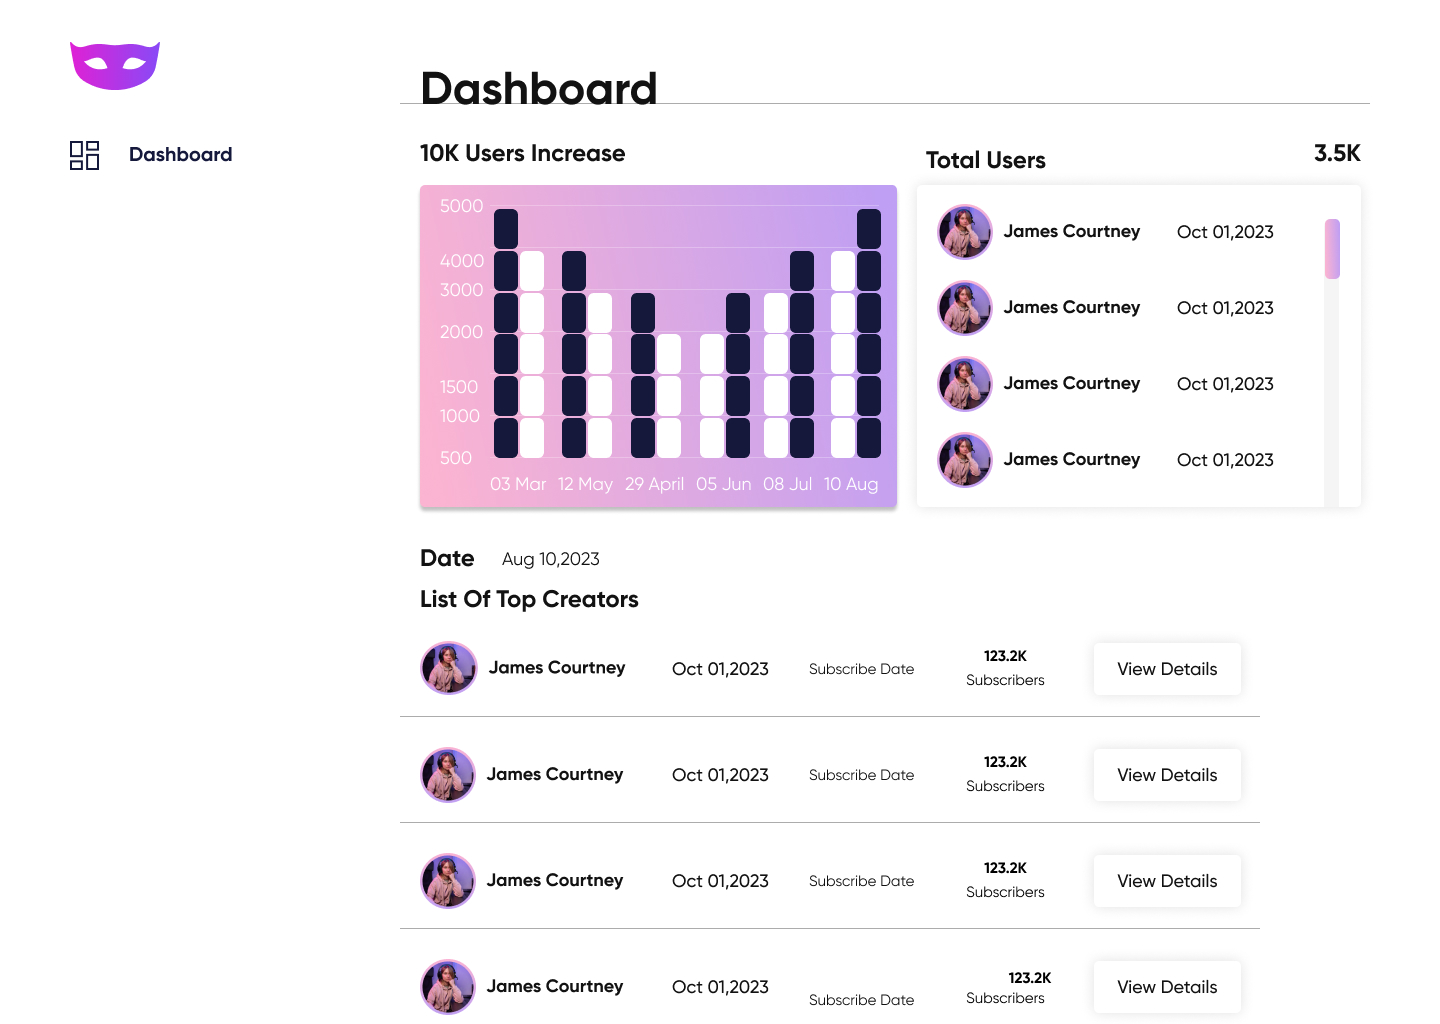 Dashboard
Dashboard
10K Users Increase
Total Users
3.5K
5000
4000
3000
2000
1500
1000
500
03 Mar 12 May 29 April 05 Jun 08 Jul 10 Aug
James Courtney Oct 01,2023
James Courtney Oct 01,2023
James Courtney Oct 01,2023
James Courtney Oct 01,2023
Date Aug 10,2023
List Of Top Creators
James Courtney Oct 01,2023 Subscribe Date 123.2K Subscribers View Details
James Courtney Oct 01,2023 Subscribe Date 123.2K Subscribers View Details
James Courtney Oct 01,2023 Subscribe Date 123.2K Subscribers View Details
James Courtney Oct 01,2023 Subscribe Date 123.2K Subscribers View Details